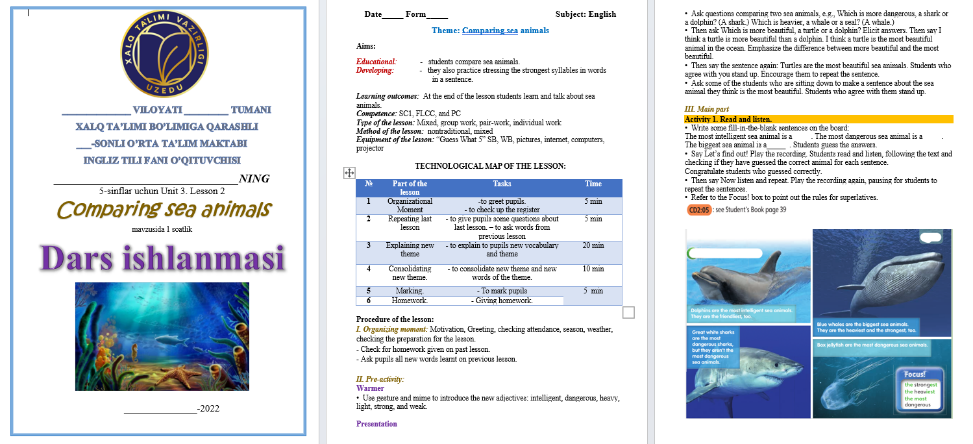 XALQ TA'LIMI VAZIRLIGI
UZEDU
____________ VILOYATI ________ TUMANI
XALQ TA'LIMI BO'LIMIGA QARASHLI
___-SONLI O'RTA TA'LIM MAKTABI
INGLIZ TILI FANI O'QITUVCHISI
______________________________NING
5-sinflar uchun Unit 3. Lesson 2
Comparing sea animals
mavzusida 1 soatlik
Dars ishlanmasi
_______________-2022
Date_____ Form_____ Subject: English
Theme: Comparing sea animals
Aims:
Educational: - students compare sea animals.
Developing: - they also practice stressing the strongest syllables in words
in a sentence.
Learning outcomes: At the end of the lesson students learn and talk about sea
animals.
Competence: SC1, FLCC, and PC
Type of the lesson: Mixed, group work, pair-work, individual work
Method of the lesson: nontraditional, mixed
Equipment of the lesson: "Guess What 5" SB, WB, pictures, internet, computers,
projector
TECHNOLOGICAL MAP OF THE LESSON:
№ Part of the lesson Tasks Time
1 Organizational Moment -to greet pupils. - to check up the register 5 min
2 Repeating last lesson - to give pupils some questions about last lesson. – to ask words from previous lesson 5 min
3 Explaining new theme - to explain to pupils new vocabulary and theme 20 min
4 Consolidating new theme. - to consolidate new theme and new words of the theme. 10 min
5 Marking. - To mark pupils 5 min
6 Homework. - Giving homework.
Procedure of the lesson:
I. Organizing moment: Motivation, Greeting, checking attendance, season, weather,
checking the preparation for the lesson.
- Check for homework given on past lesson.
- Ask pupils all new words learnt on previous lesson.
II. Pre-activity:
Warmer
• Use gesture and mime to introduce the new adjectives: intelligent, dangerous, heavy,
light, strong, and weak.
Presentation
• Ask questions comparing two sea animals, e.g., Which is more dangerous, a shark or
a dolphin? (A shark.) Which is heavier, a whale or a seal? (A whale.)
• Then ask Which is more beautiful, a turtle or a dolphin? Elicit answers. Then say I
think a turtle is more beautiful than a dolphin. I think a turtle is the most beautiful
animal in the ocean. Emphasize the difference between more beautiful and the most
beautiful.
• Then say the sentence again: Turtles are the most beautiful sea animals. Students who
agree with you stand up. Encourage them to repeat the sentence.
• Ask some of the students who are sitting down to make a sentence about the sea
animal they think is the most beautiful. Students who agree with them stand up.
III. Main part
Activity 1. Read and listen.
• Write some fill-in-the-blank sentences on the board:
The most intelligent sea animal is a ____. The most dangerous sea animal is a ____.
The biggest sea animal is a_____. Students guess the answers.
• Say Let's find out! Play the recording. Students read and listen, following the text and
checking if they have guessed the correct animal for each sentence.
Congratulate students who guessed correctly.
• Then say Now listen and repeat. Play the recording again, pausing for students to
repeat the sentences.
• Refer to the Focus! box to point out the rules for superlatives.
CD2:05: see Student's Book page 39
Dolphins are the most intelligent sea animals.
They are the friendliest, too.
Blue whales are the biggest sea animals.
They are the heaviest and the strongest, too.
Great white sharks
are the most
dangerous sharks,
but they aren't the
most dangerous
sea animals.
Sea jellyfish are the most dangerous sea animals.
Focus!
the strongest
the heaviest
the most
dangerous